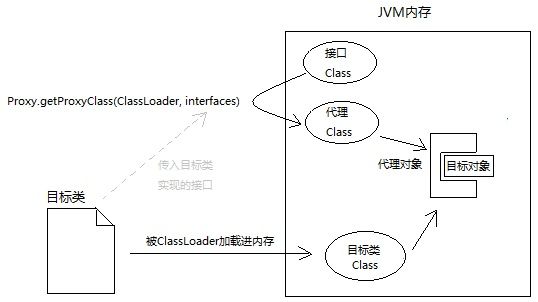 JVM内存
接口
Class
Proxy.getProxyClass(ClassLoader, interfaces)
代理
Class
传入目标类
实现的接口
代理对象
目标对象
目标类
被ClassLoader加载进内存
目标类
Class